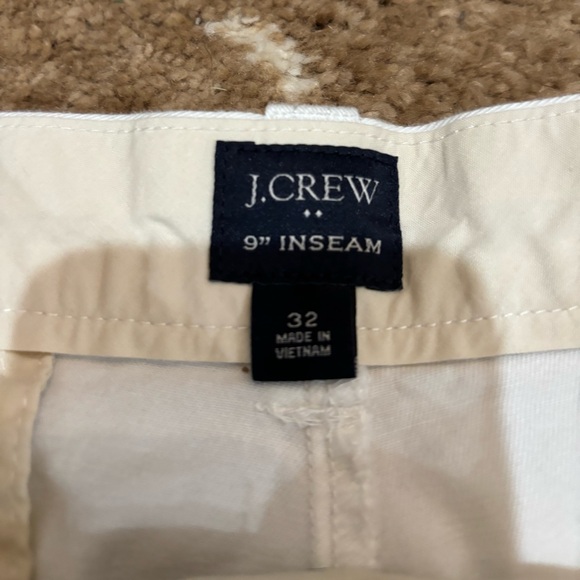 J.CREW
9" INSEAM
32
MADE IN
VIETNAM